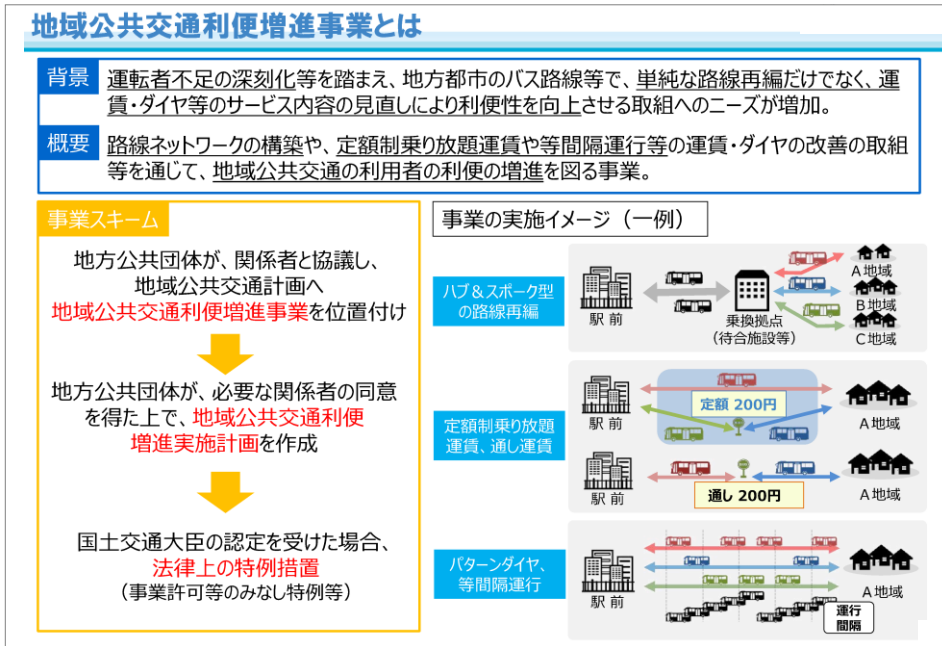 地域公共交通利便増進事業とは
背景
運転者不足の深刻化等を踏まえ、地方都市のバス路線等で、単純な路線再編だけでなく、運
賃・ダイヤ等のサービス内容の見直しにより利便性を向上させる取組へのニーズが増加。
概要
路線ネットワークの構築や、定額制乗り放題運賃や等間隔運行等の運賃・ダイヤの改善の取組
等を通じて、地域公共交通の利用者の利便の増進を図る事業。
事業スキーム
地方公共団体が、関係者と協議し、
地域公共交通計画へ
地域公共交通利便増進事業を位置付け
地方公共団体が、必要な関係者の同意
を得た上で、地域公共交通利便
増進実施計画を作成
国土交通大臣の認定を受けた場合、
法律上の特例措置
（事業許可等のみなし特例等）
事業の実施イメージ（一例）
ハブ＆スポーク型
の路線再編
駅 前
乗換拠点
（待合施設等）
A 地域
B 地域
C 地域
定額制乗り放題
運賃、通し運賃
駅 前
定額 200円
A 地域
駅 前
通し 200円
A 地域
パターンダイヤ、
等間隔運行
駅 前
A 地域
運行
間隔